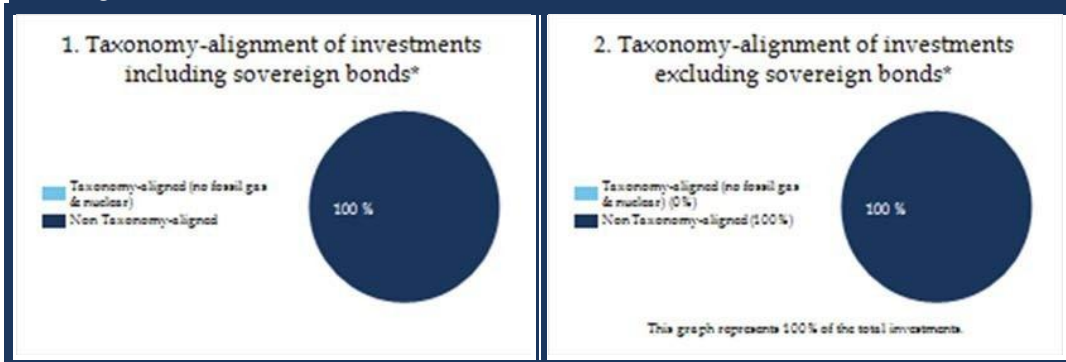 1. Taxonomy-alignment of investments
including sovereign bonds*
Taxonomy-aligned (no fossil gas
& nuclear)
Non Taxonomy-aligned
100 %
2. Taxonomy-alignment of investments
excluding sovereign bonds*
Taxonomy-aligned (no fossil gas
& nuclear) (0%)
Non Taxonomy-aligned (100%)
100 %
This graph represents 100% of the total investments.